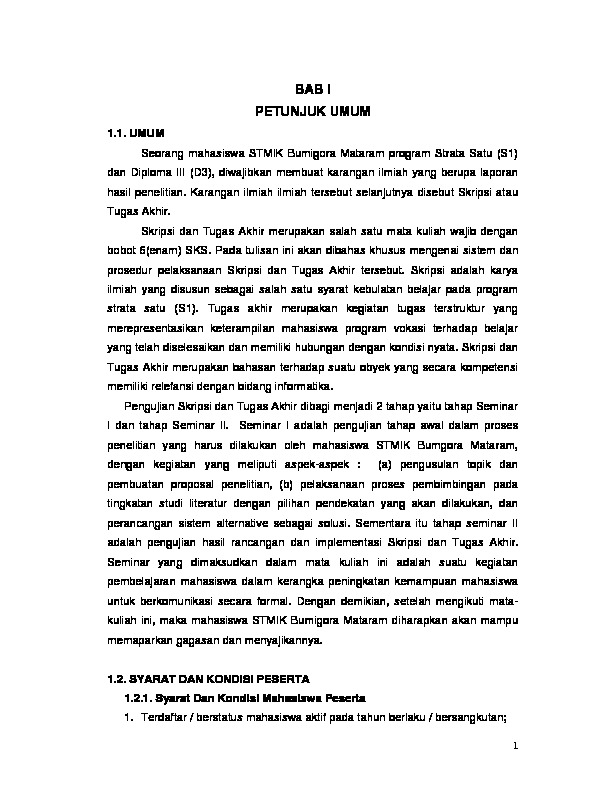 BAB I
PETUNJUK UMUM
1.1. UMUM
Seorang mahasiswa STMIK Bumigora Mataram program Strata Satu (S1)
dan Diploma III (D3), diwajibkan membuat karangan ilmiah yang berupa laporan
hasil penelitian. Karangan ilmiah ilmiah tersebut selanjutnya disebut Skripsi atau
Tugas Akhir.
Skripsi dan Tugas Akhir merupakan salah satu mata kuliah wajib dengan
bobot 6(enam) SKS. Pada tulisan ini akan dibahas khusus mengenai sistem dan
prosedur pelaksanaan Skripsi dan Tugas Akhir tersebut. Skripsi adalah karya
ilmiah yang disusun sebagai salah satu syarat kebulatan belajar pada program
strata satu (S1). Tugas akhir merupakan kegiatan tugas terstruktur yang
merepresentasikan keterampilan mahasiswa program vokasi terhadap belajar
yang telah diselesaikan dan memiliki hubungan dengan kondisi nyata. Skripsi dan
Tugas Akhir merupakan bahasan terhadap suatu obyek yang secara kompetensi
memiliki relefansi dengan bidang informatika.
Pengujian Skripsi dan Tugas Akhir dibagi menjadi 2 tahap yaitu tahap Seminar
I dan tahap Seminar II. Seminar I adalah pengujian tahap awal dalam proses
penelitian yang harus dilakukan oleh mahasiswa STMIK Bumgora Mataram,
dengan kegiatan yang meliputi aspek-aspek : (a) pengusulan topik dan
pembuatan proposal penelitian, (b) pelaksanaan proses pembimbingan pada
tingkatan studi literatur dengan pilihan pendekatan yang akan dilakukan, dan
perancangan sistem alternative sebagai solusi. Sementara itu tahap seminar II
adalah pengujian hasil rancangan dan implementasi Skripsi dan Tugas Akhir.
Seminar yang dimaksudkan dalam mata kuliah ini adalah suatu kegiatan
pembelajaran mahasiswa dalam kerangka peningkatan kemampuan mahasiswa
untuk berkomunikasi secara formal. Dengan demikian, setelah mengikuti mata-
kuliah ini, maka mahasiswa STMIK Bumigora Mataram diharapkan akan mampu
memaparkan gagasan dan menyajikannya.
1.2. SYARAT DAN KONDISI PESERTA
1.2.1. Syarat Dan Kondisi Mahasiswa Peserta
1. Terdaftar / berstatus mahasiswa aktif pada tahun berlaku / bersangkutan;
1